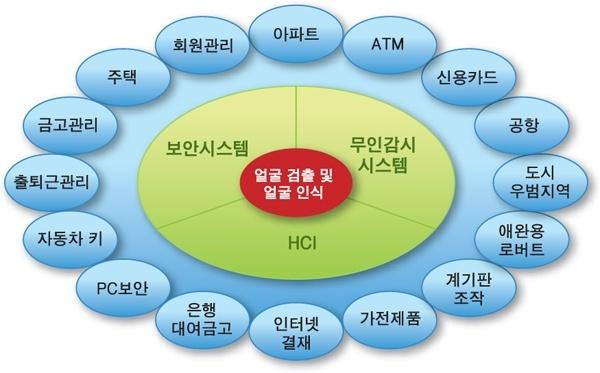 아파트
회원관리
ATM
주택
신용카드
금고관리
공항
보안시스템
무인감시
시스템
얼굴 검출 및
얼굴 인식
출퇴근관리
도시
우범지역
HCI
자동차 키
애완용
로버트
PC보안
계기판
조작
은행
대여금고
인터넷
결재
가전제품